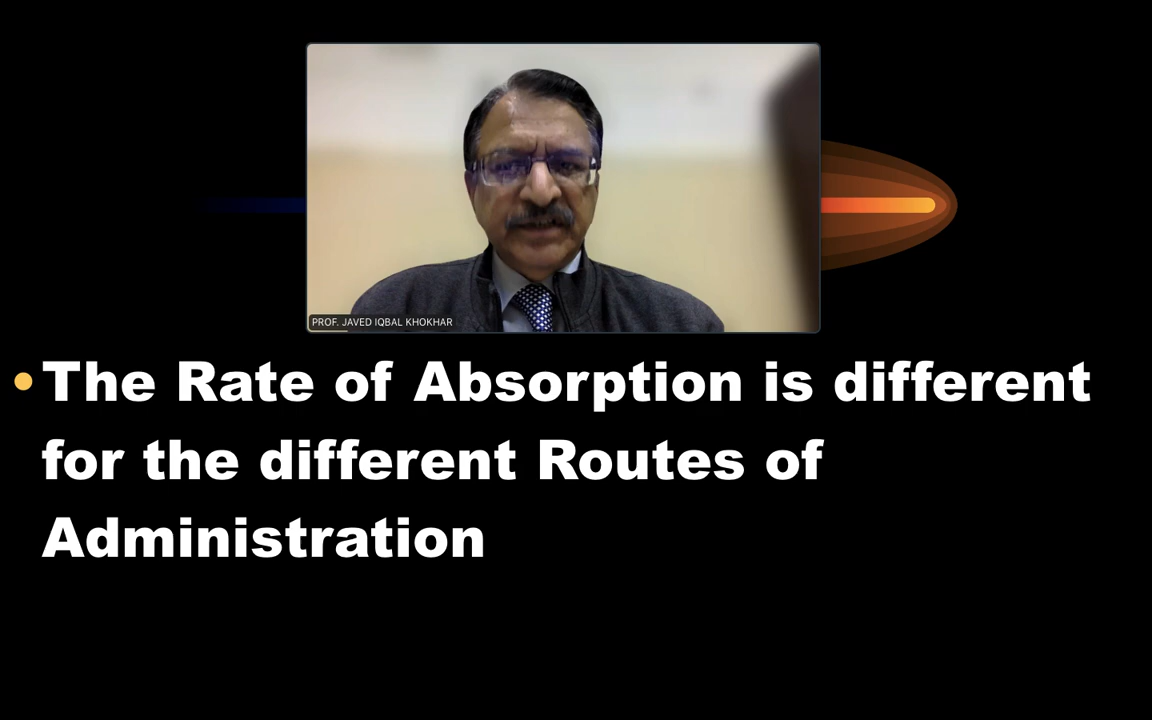 PROF. JAVED IQBAL KHOKHAR
• The Rate of Absorption is different
for the different Routes of
Administration